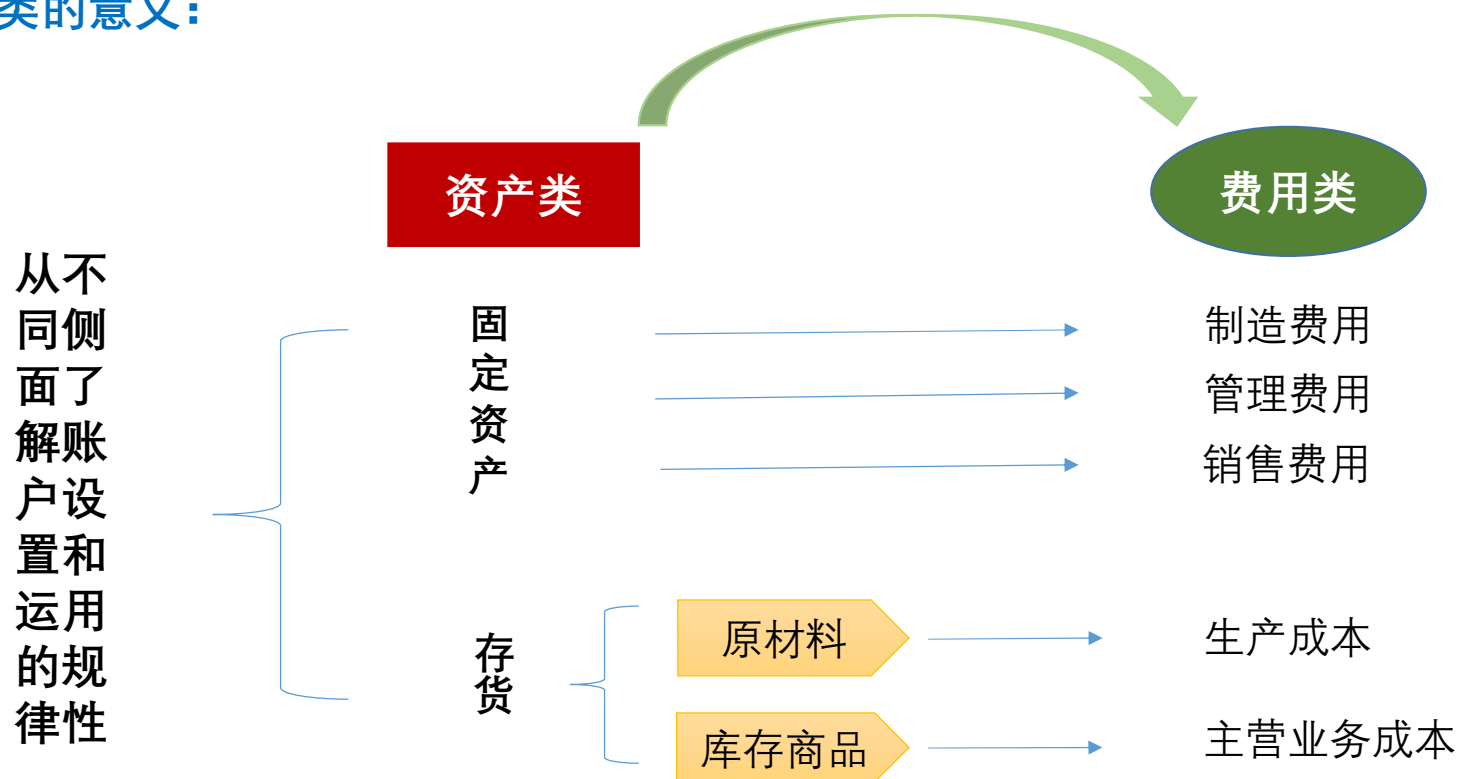 类的意义:
资产类
费用类
从不
同侧
面了
解账
户设
置和
运用
的规
律性
固
定
资
产
制造费用
管理费用
销售费用
存
货
原材料
生产成本
库存商品
主营业务成本